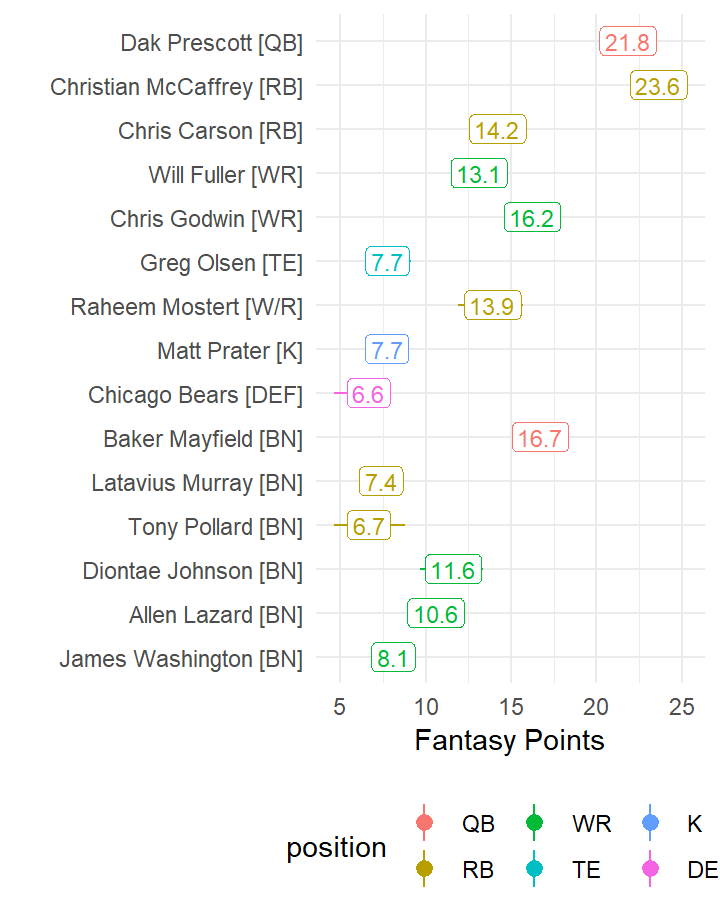 Dak Prescott [QB] 21.8
Christian McCaffrey [RB] 23.6
Chris Carson [RB] 14.2
Will Fuller [WR] 13.1
Chris Godwin [WR] 16.2
Greg Olsen [TE] 7.7
Raheem Mostert [W/R] 13.9
Matt Prater [K] 7.7
Chicago Bears [DEF] 6.6
Baker Mayfield [BN] 16.7
Latavius Murray [BN] 7.4
Tony Pollard [BN] 6.7
Diontae Johnson [BN] 11.6
Allen Lazard [BN] 10.6
James Washington [BN] 8.1
5 10 15 20 25
Fantasy Points
position
QB WR K
RB TE DE